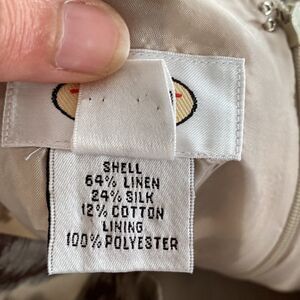 SHELL
64% LINEN
24% SILK
12% COTTON
LINING
100% POLYESTER